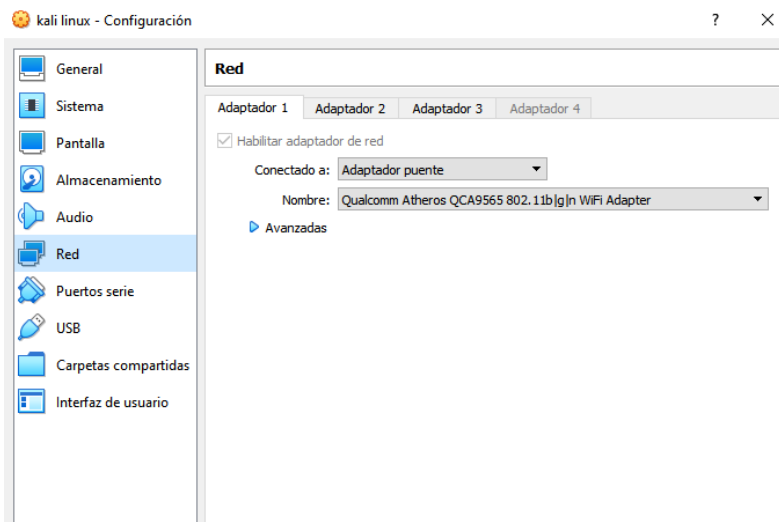 kali linux - Configuración
?
General
Sistema
Pantalla
Almacenamiento
Audio
Red
Puertos serie
USB
Carpetas compartidas
Interfaz de usuario
Red
Adaptador 1 Adaptador 2 Adaptador 3 Adaptador 4
Habilitar adaptador de red
Conectado a: Adaptador puente
Nombre: Qualcomm Atheros QCA9565 802.11b|g|n WiFi Adapter
Avanzadas